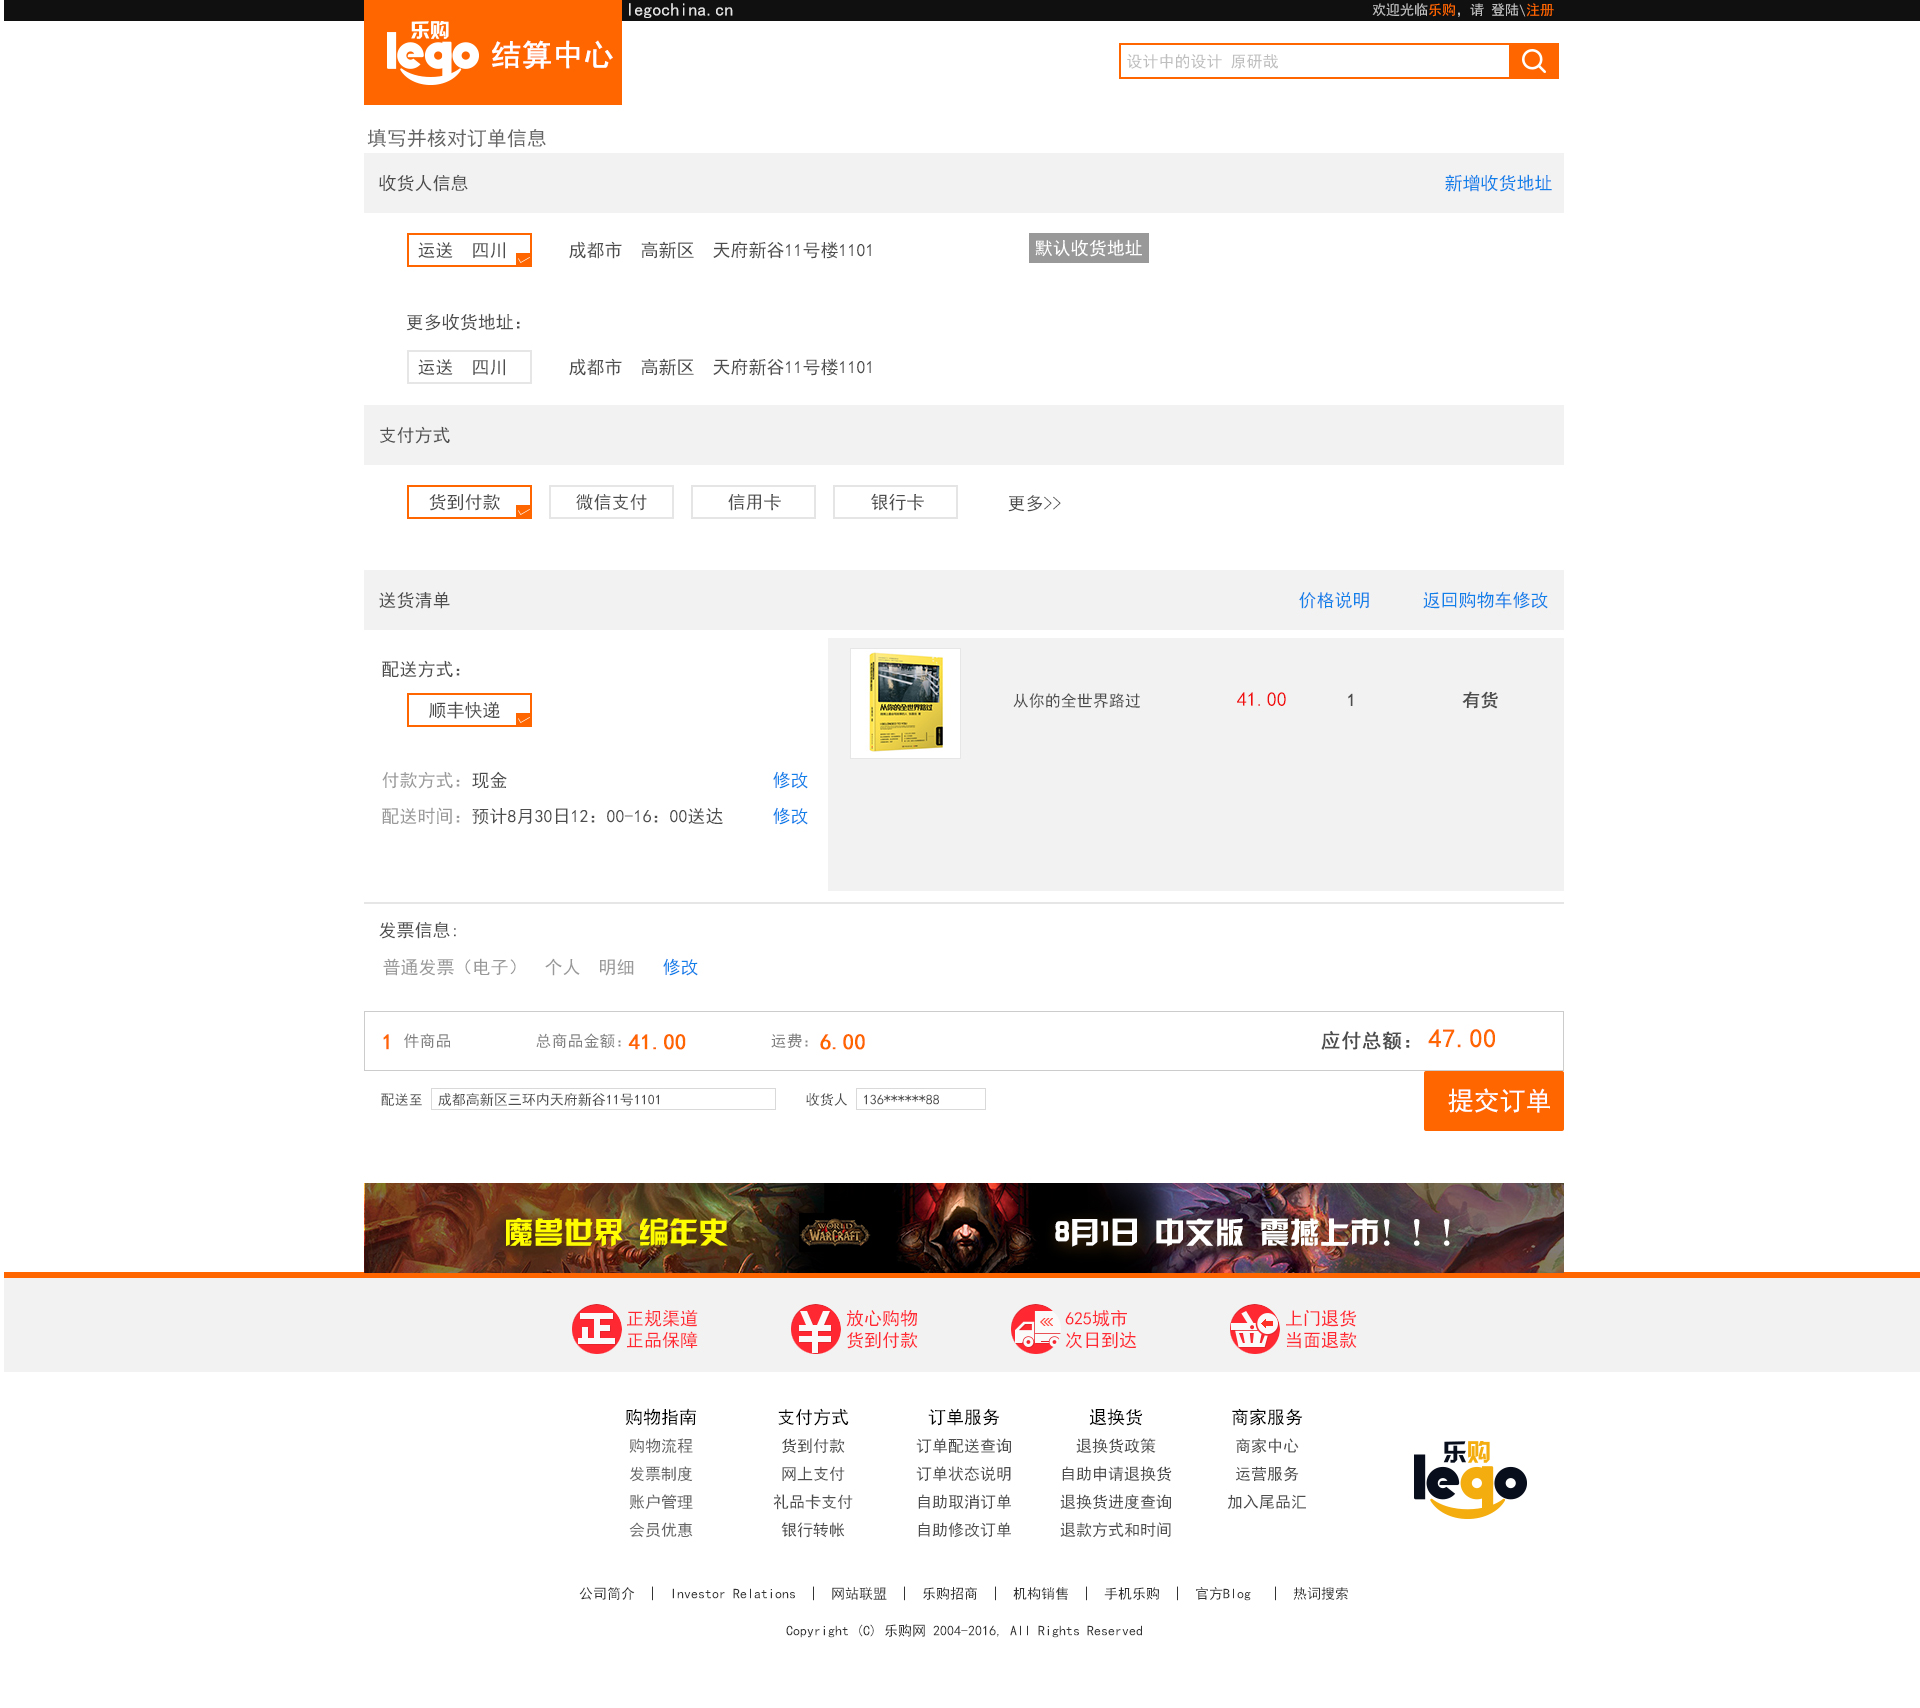 legochina.cn
欢迎光临乐购，请 登陆\注册
乐购
lego 结算中心
设计中的设计 原研哉
填写并核对订单信息
收货人信息 新增收货地址
运送 四川 成都市 高新区 天府新谷11号楼1101 默认收货地址
更多收货地址：
运送 四川 成都市 高新区 天府新谷11号楼1101
支付方式
货到付款 微信支付 信用卡 银行卡 更多>>
送货清单 价格说明 返回购物车修改
配送方式：
顺丰快递
从你的全世界路过
从你的全世界路过 41.00 1 有货
付款方式：现金 修改
配送时间：预计8月30日12：00-16：00送达 修改
发票信息：
普通发票（电子） 个人 明细 修改
1 件商品 总商品金额：41.00 运费：6.00 应付总额： 47.00
配送至 成都高新区三环内天府新谷11号1101 收货人 136******88
提交订单
魔兽世界 编年史 WORLD OF WARCRAFT 8月1日 中文版 震撼上市！！！
正 正规渠道 ¥ 放心购物 625城市 上门退货
正品保障 货到付款 次日到达 当面退款
购物指南 支付方式 订单服务 退换货 商家服务
购物流程 货到付款 订单配送查询 退换货政策 商家中心
发票制度 网上支付 订单状态说明 自助申请退换货 运营服务
账户管理 礼品卡支付 自助取消订单 退换货进度查询 加入尾品汇
会员优惠 银行转帐 自助修改订单 退款方式和时间
乐购
lego
公司简介 | Investor Relations | 网站联盟 | 乐购招商 | 机构销售 | 手机乐购 | 官方Blog | 热词搜索
Copyright (C) 乐购网 2004-2016, All Rights Reserved